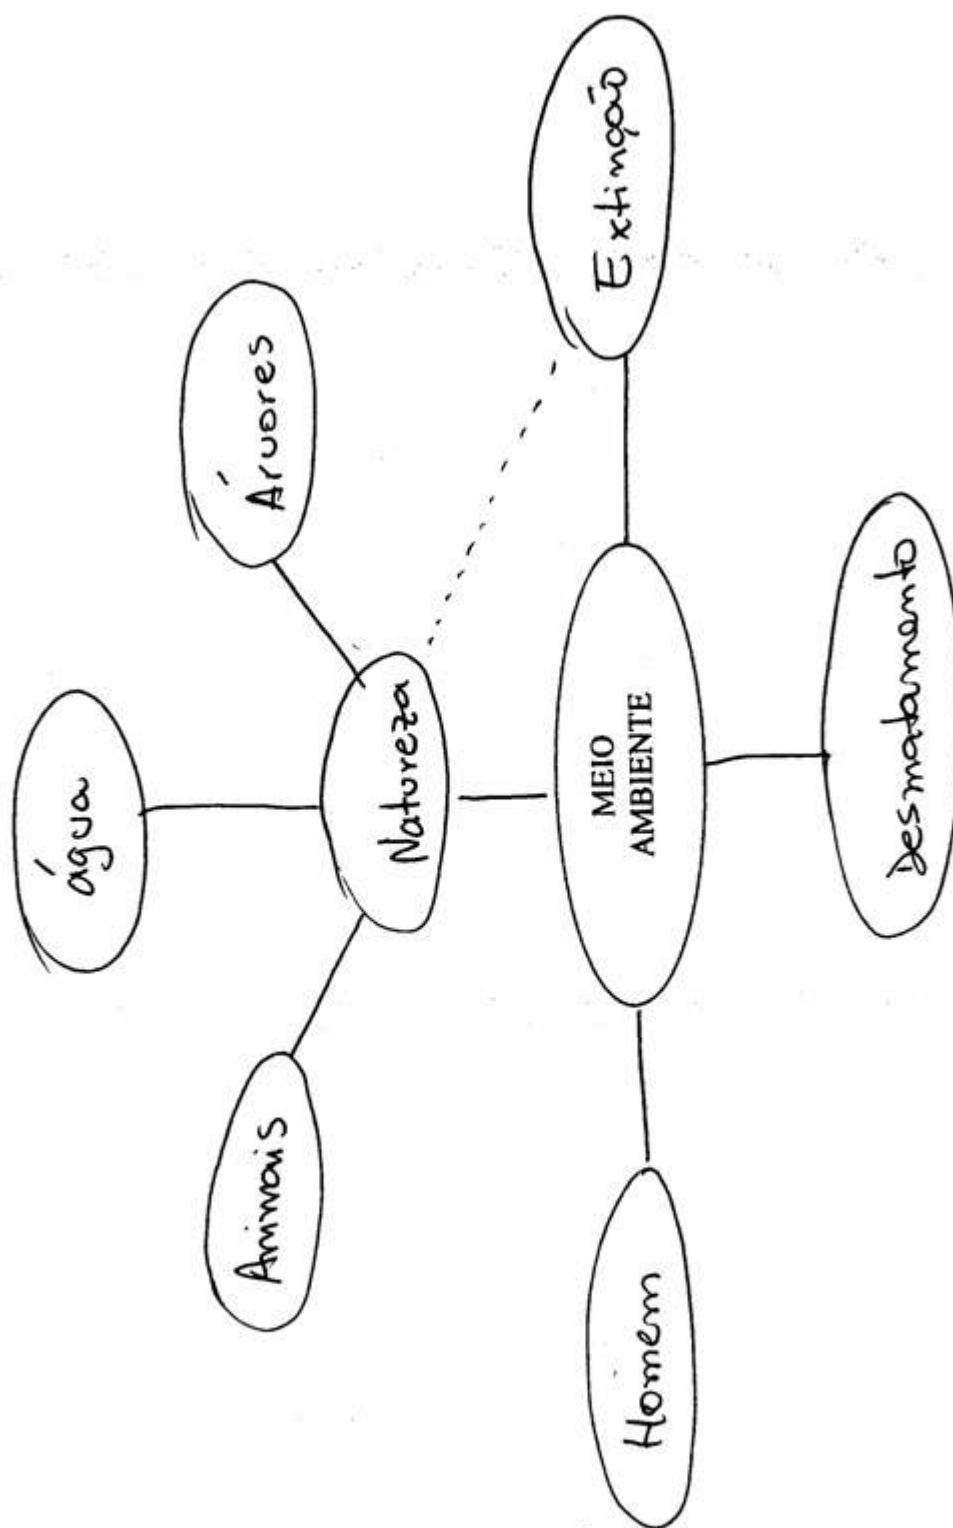 água
Animais
Árvores
Natureza
Homem
MEIO
AMBIENTE
Extinção
Desmatamento